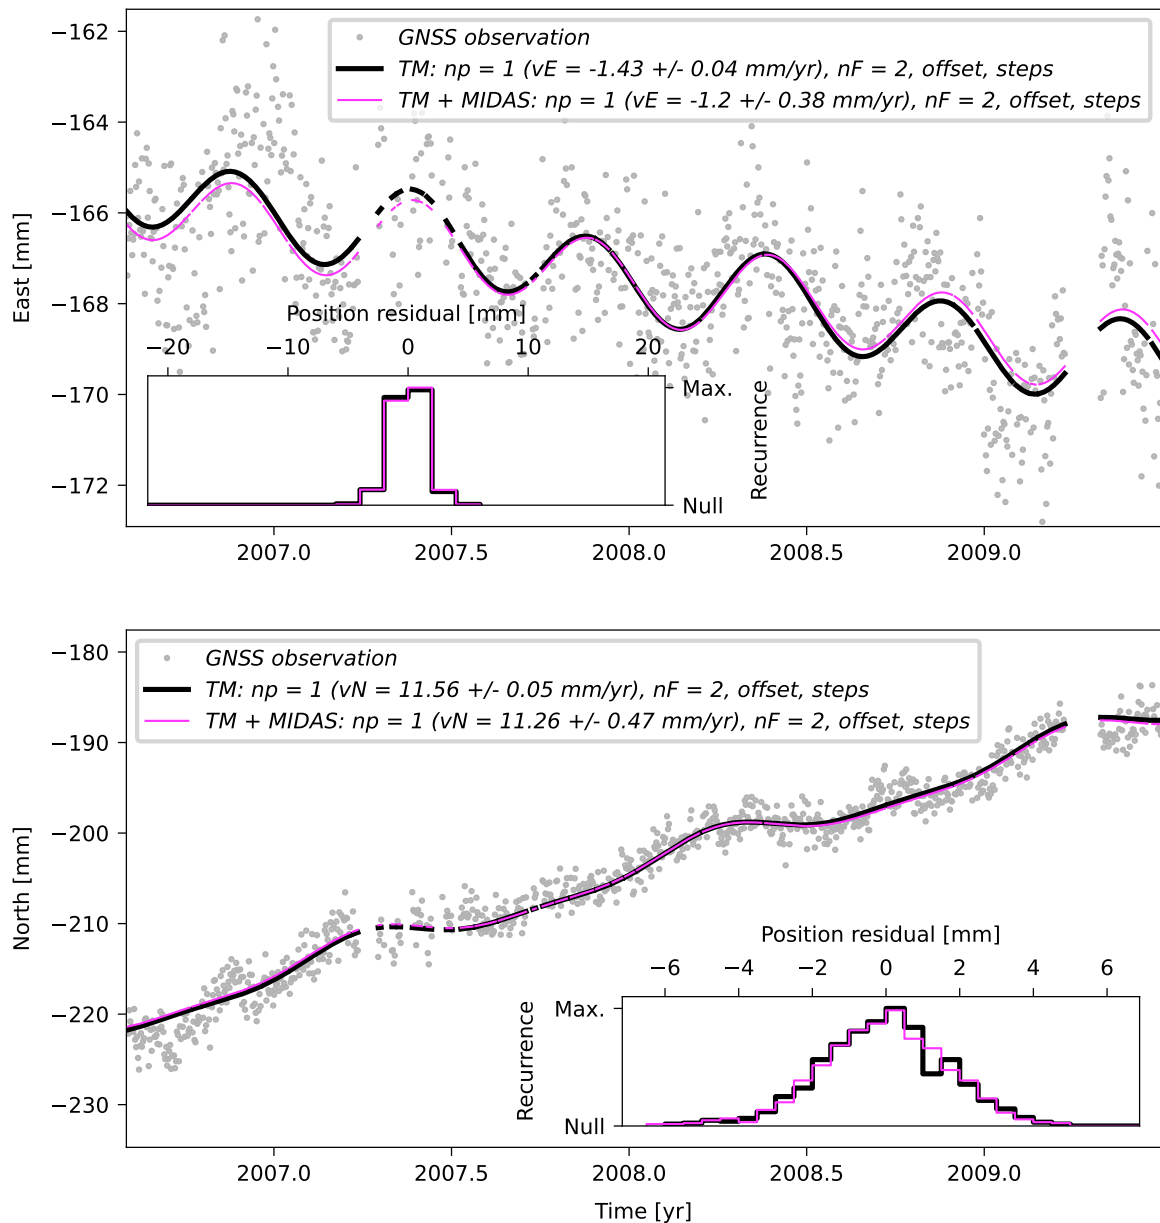 −162
−164
−166
−168
−170
−172
East [mm]
GNSS observation
TM: np = 1 (vE = -1.43 +/- 0.04 mm/yr), nF = 2, offset, steps
TM + MIDAS: np = 1 (vE = -1.2 +/- 0.38 mm/yr), nF = 2, offset, steps
Position residual [mm]
−20 −10 0 10 20
Max.
Null
Recurrence
2007.0 2007.5 2008.0 2008.5 2009.0
−180
−190
−200
−210
−220
−230
North [mm]
GNSS observation
TM: np = 1 (vN = 11.56 +/- 0.05 mm/yr), nF = 2, offset, steps
TM + MIDAS: np = 1 (vN = 11.26 +/- 0.47 mm/yr), nF = 2, offset, steps
Position residual [mm]
−6 −4 −2 0 2 4 6
Max.
Null
Recurrence
2007.0 2007.5 2008.0 2008.5 2009.0
Time [yr]